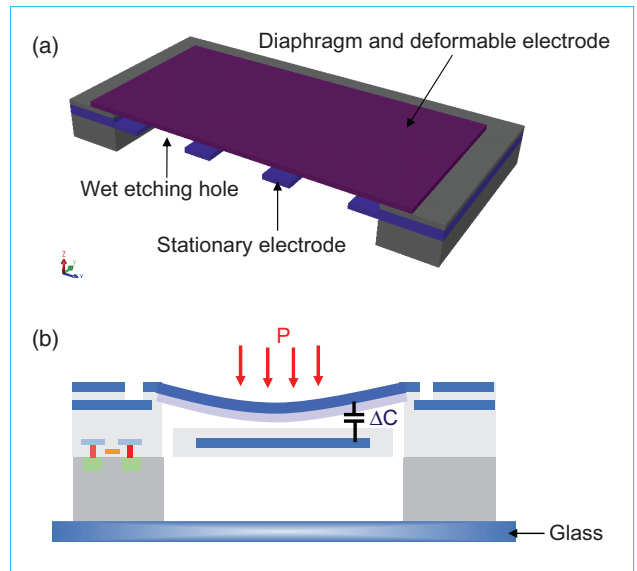 (a)
Diaphragm and deformable electrode
Wet etching hole
Stationary electrode
Z
Y
(b)
P
ΔC
Glass